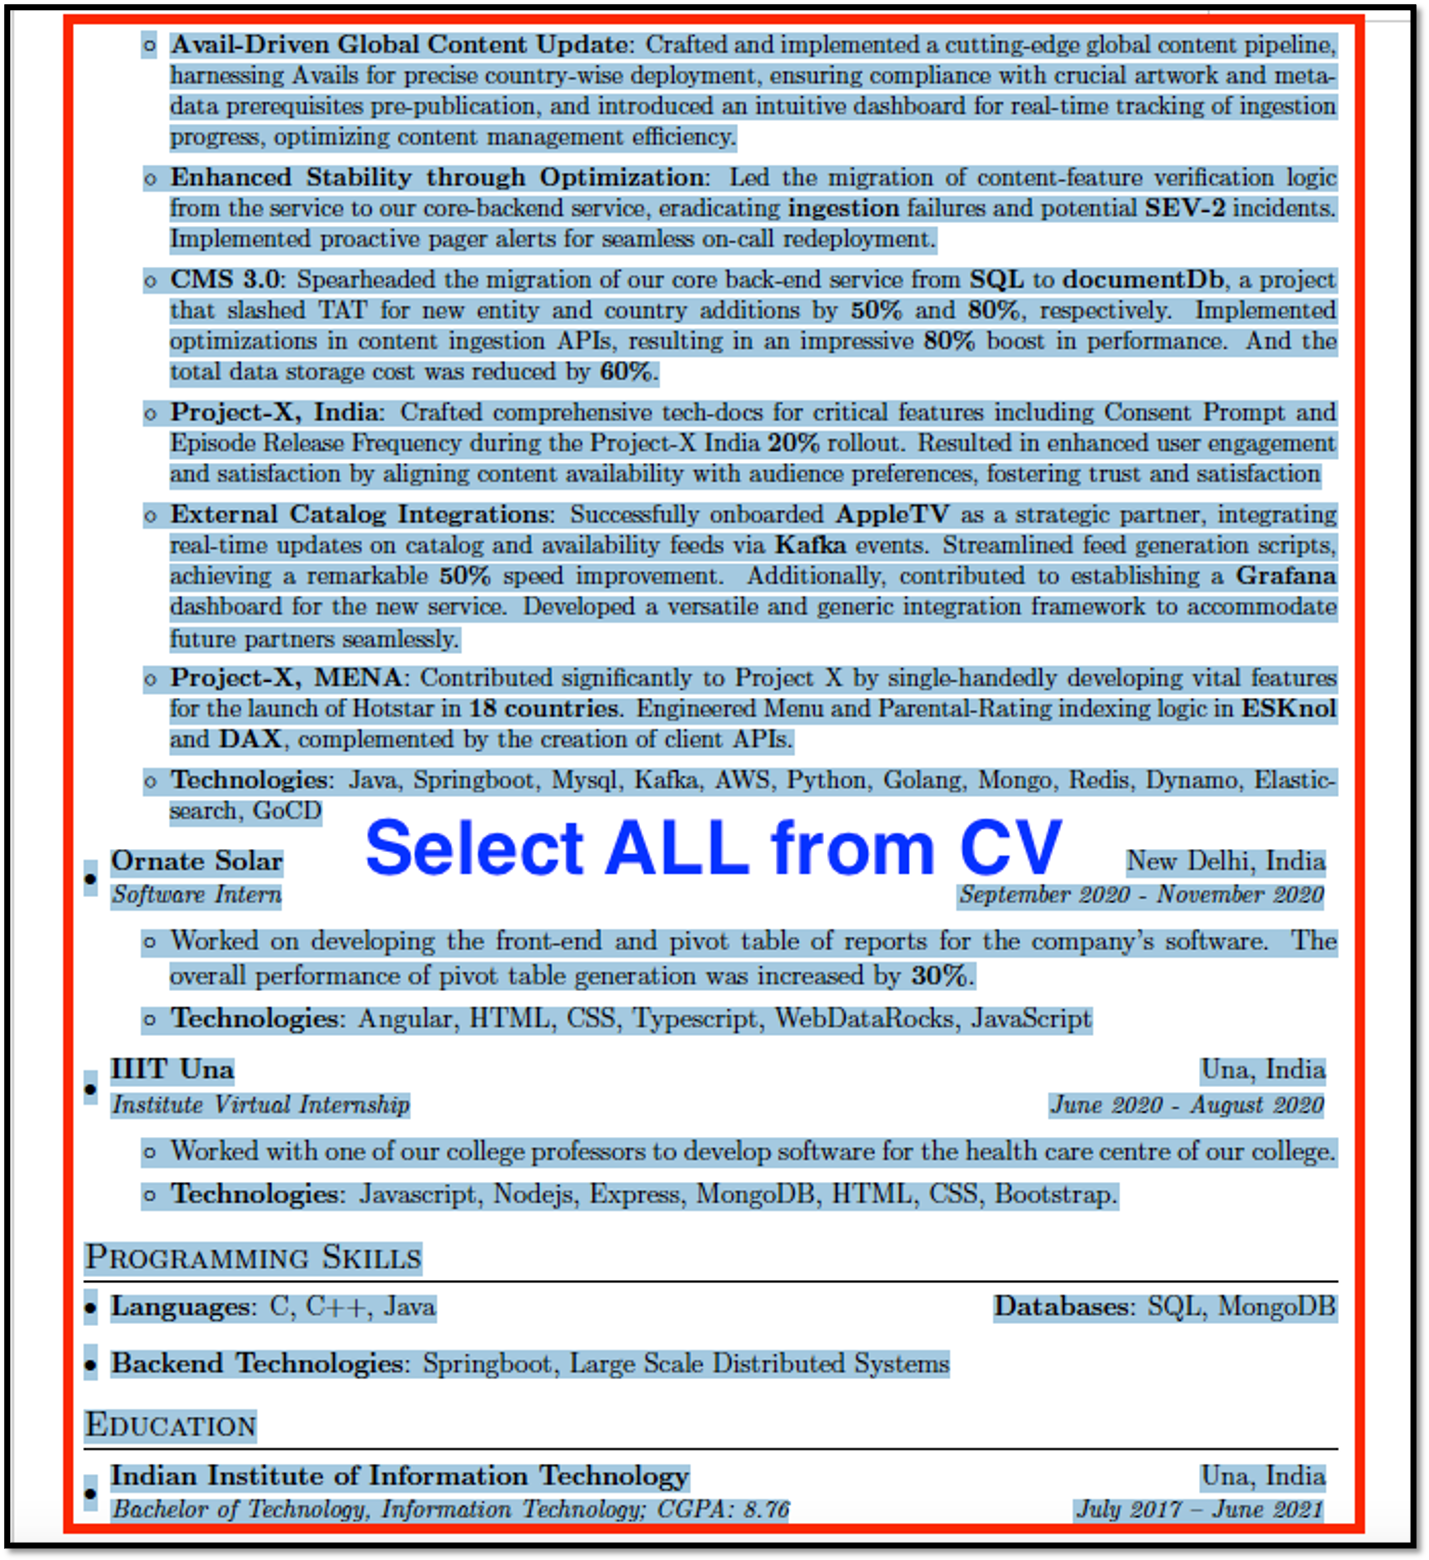 ◦ Avail-Driven Global Content Update: Crafted and implemented a cutting-edge global content pipeline,
harnessing Avails for precise country-wise deployment, ensuring compliance with crucial artwork and meta-
data prerequisites pre-publication, and introduced an intuitive dashboard for real-time tracking of ingestion
progress, optimizing content management efficiency.
◦ Enhanced Stability through Optimization: Led the migration of content-feature verification logic
from the service to our core-backend service, eradicating ingestion failures and potential SEV-2 incidents.
Implemented proactive pager alerts for seamless on-call redeployment.
◦ CMS 3.0: Spearheaded the migration of our core back-end service from SQL to documentDb, a project
that slashed TAT for new entity and country additions by 50% and 80%, respectively. Implemented
optimizations in content ingestion APIs, resulting in an impressive 80% boost in performance. And the
total data storage cost was reduced by 60%.
◦ Project-X, India: Crafted comprehensive tech-docs for critical features including Consent Prompt and
Episode Release Frequency during the Project-X India 20% rollout. Resulted in enhanced user engagement
and satisfaction by aligning content availability with audience preferences, fostering trust and satisfaction
◦ External Catalog Integrations: Successfully onboarded AppleTV as a strategic partner, integrating
real-time updates on catalog and availability feeds via Kafka events. Streamlined feed generation scripts,
achieving a remarkable 50% speed improvement. Additionally, contributed to establishing a Grafana
dashboard for the new service. Developed a versatile and generic integration framework to accommodate
future partners seamlessly.
◦ Project-X, MENA: Contributed significantly to Project X by single-handedly developing vital features
for the launch of Hotstar in 18 countries. Engineered Menu and Parental-Rating indexing logic in ESKnol
and DAX, complemented by the creation of client APIs.
◦ Technologies: Java, Springboot, Mysql, Kafka, AWS, Python, Golang, Mongo, Redis, Dynamo, Elastic-
search, GoCD
Select ALL from CV
• Ornate Solar New Delhi, India
Software Intern September 2020 - November 2020
◦ Worked on developing the front-end and pivot table of reports for the company's software. The
overall performance of pivot table generation was increased by 30%.
◦ Technologies: Angular, HTML, CSS, Typescript, WebDataRocks, JavaScript
• IIIT Una Una, India
Institute Virtual Internship June 2020 - August 2020
◦ Worked with one of our college professors to develop software for the health care centre of our college.
◦ Technologies: Javascript, Nodejs, Express, MongoDB, HTML, CSS, Bootstrap.
Programming Skills
• Languages: C, C++, Java Databases: SQL, MongoDB
• Backend Technologies: Springboot, Large Scale Distributed Systems
Education
• Indian Institute of Information Technology Una, India
Bachelor of Technology, Information Technology; CGPA: 8.76 July 2017 – June 2021